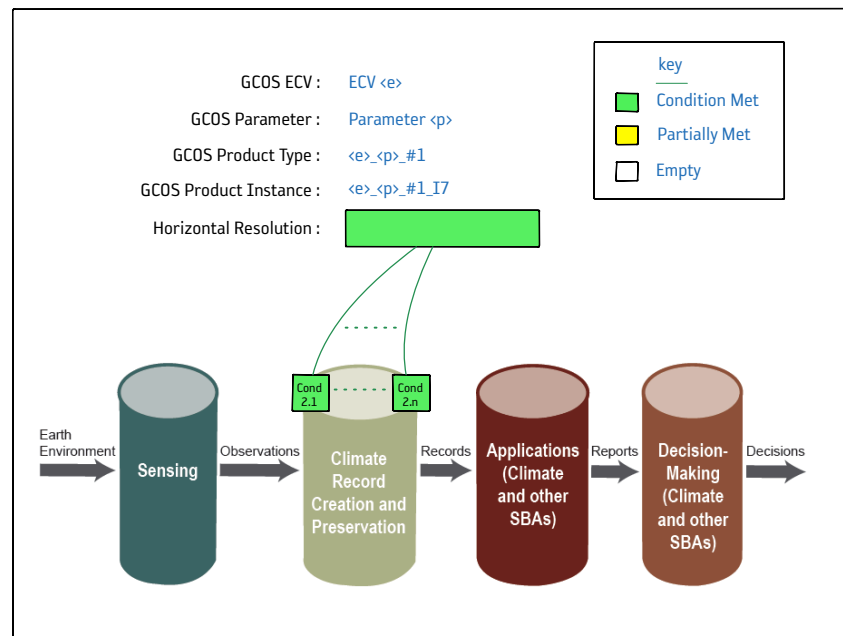 GCOS ECV : ECV <e>
GCOS Parameter : Parameter <p>
GCOS Product Type : <e>_<p>_#1
GCOS Product Instance : <e>_<p>_#1_I7
Horizontal Resolution :
key
Condition Met
Partially Met
Empty
Cond
2.1
Cond
2.n
Earth
Environment
Sensing
Observations
Climate
Record
Creation and
Preservation
Records
Applications
(Climate
and other
SBAs)
Reports
Decision-
Making
(Climate
and other
SBAs)
Decisions